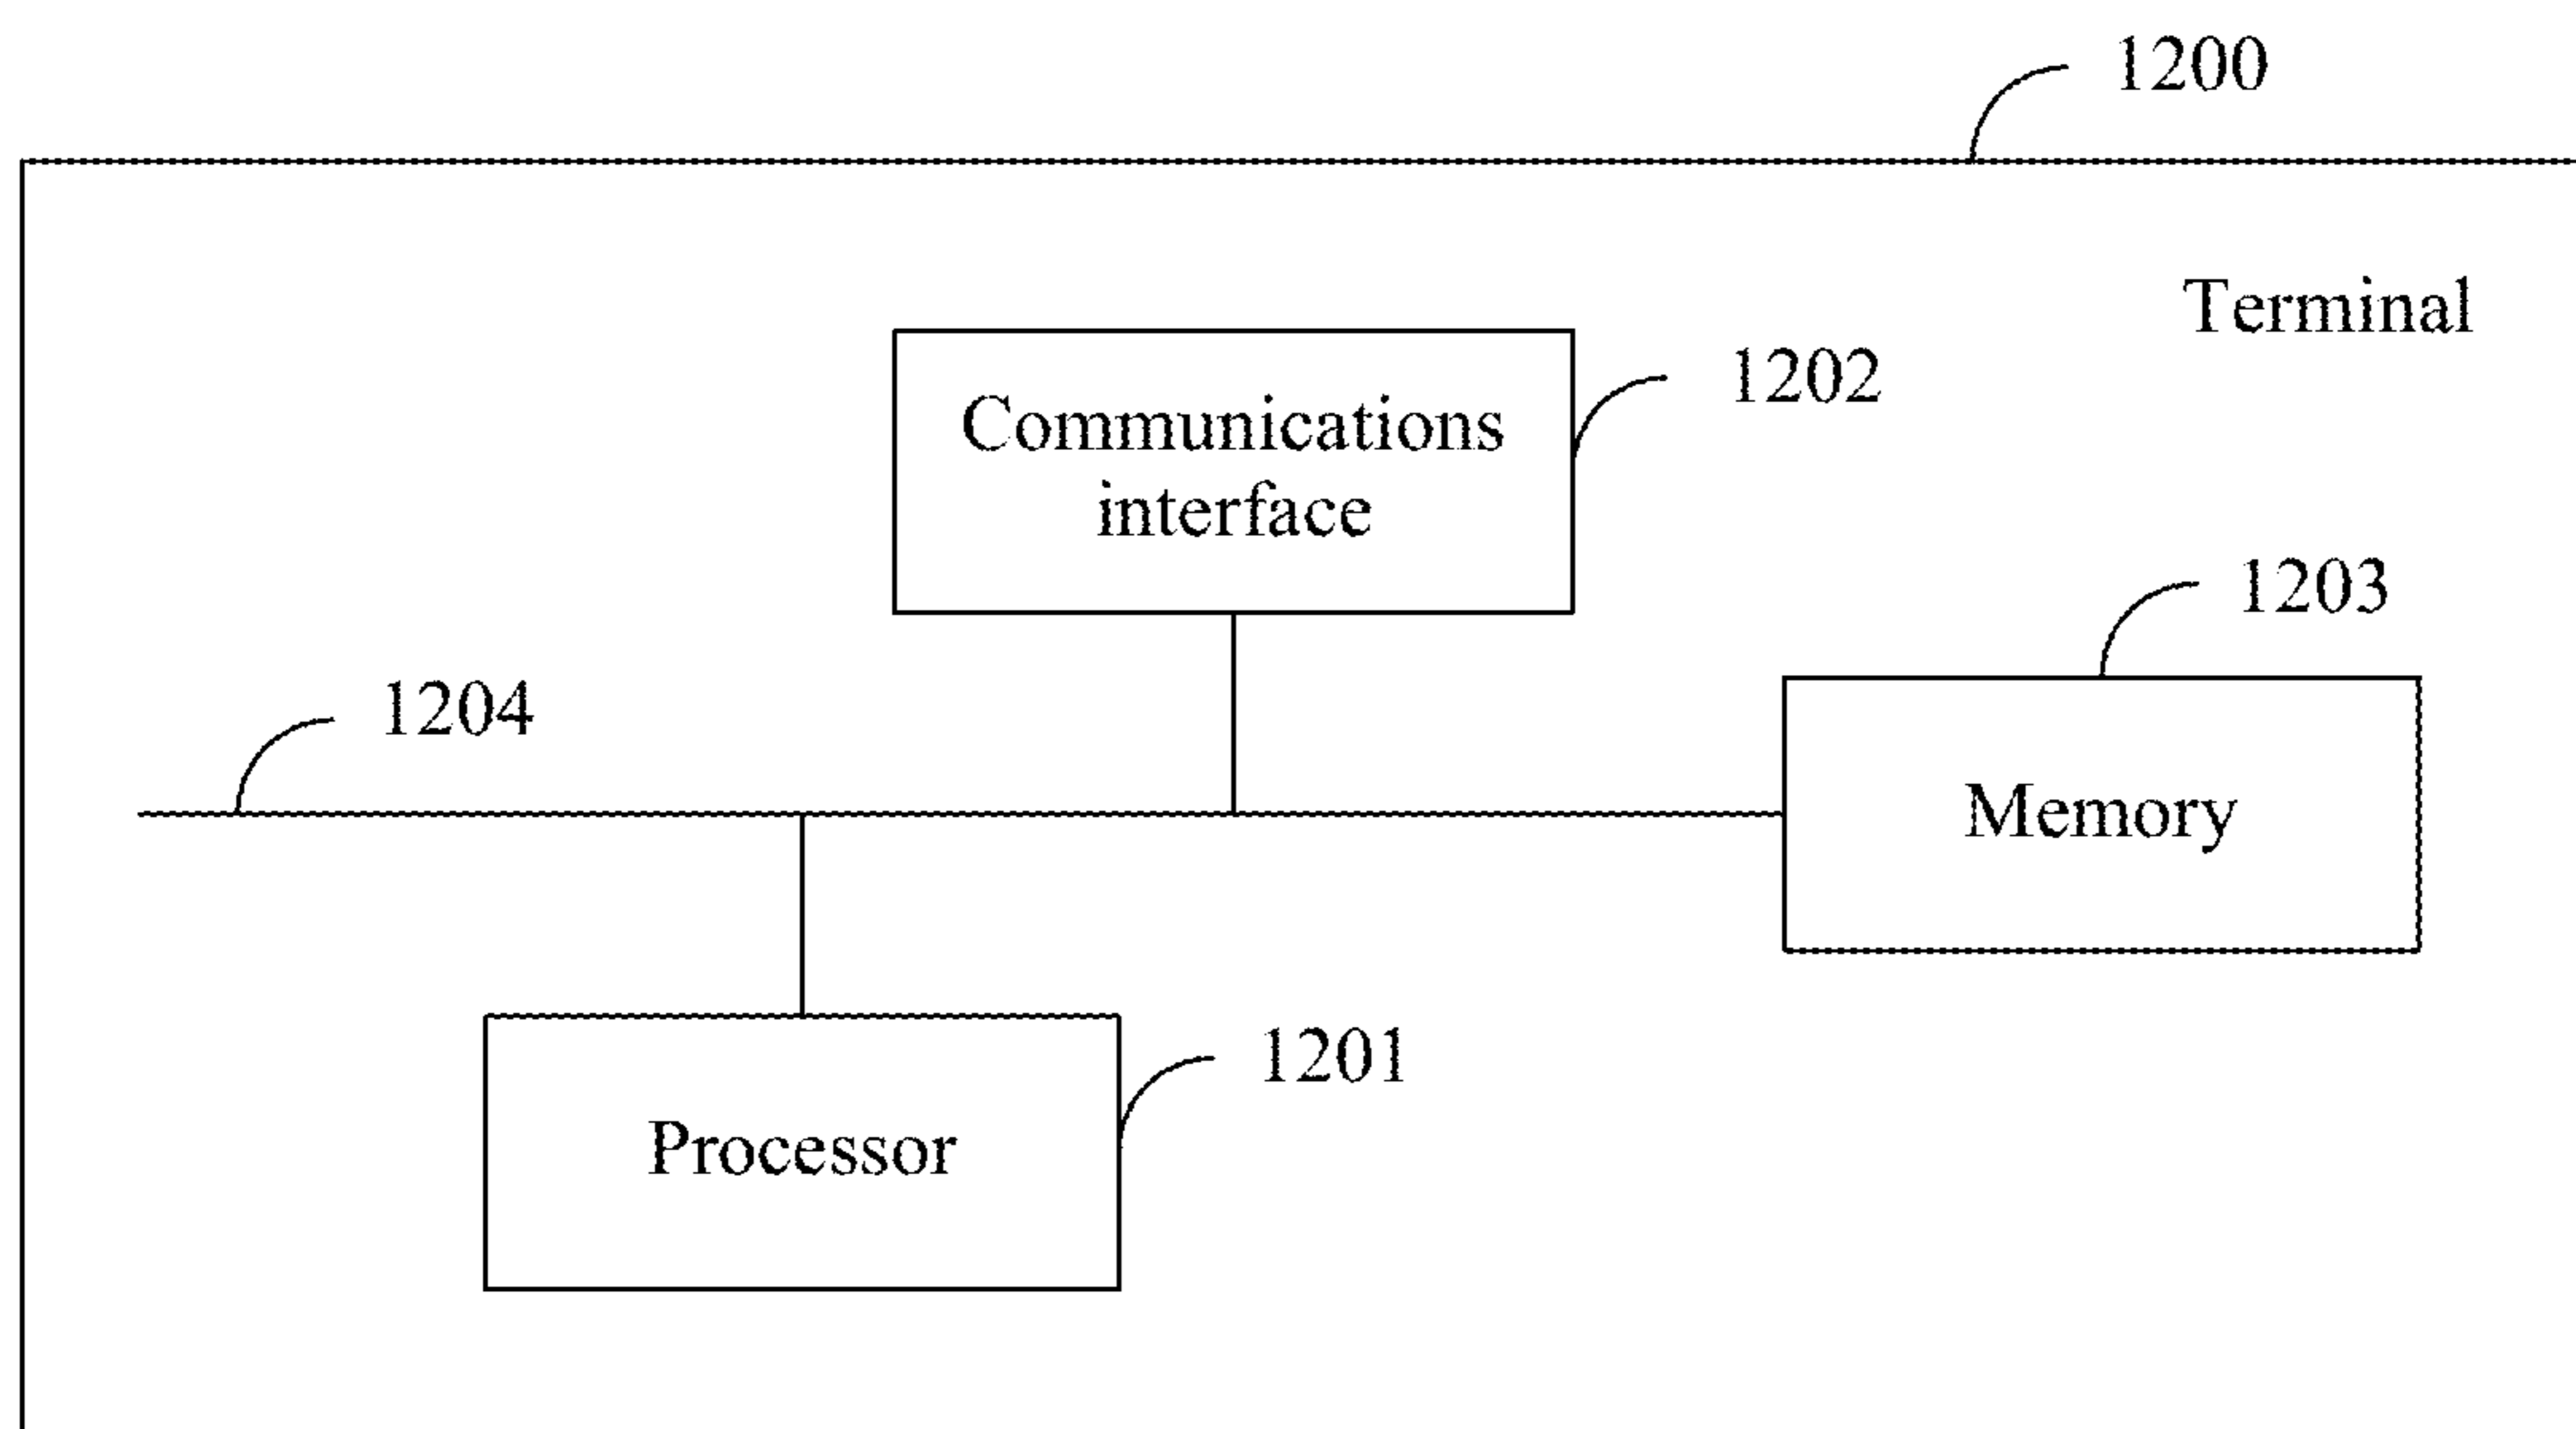 1200
Terminal
Communications
interface
1202
1203
1204
Memory
1201
Processor